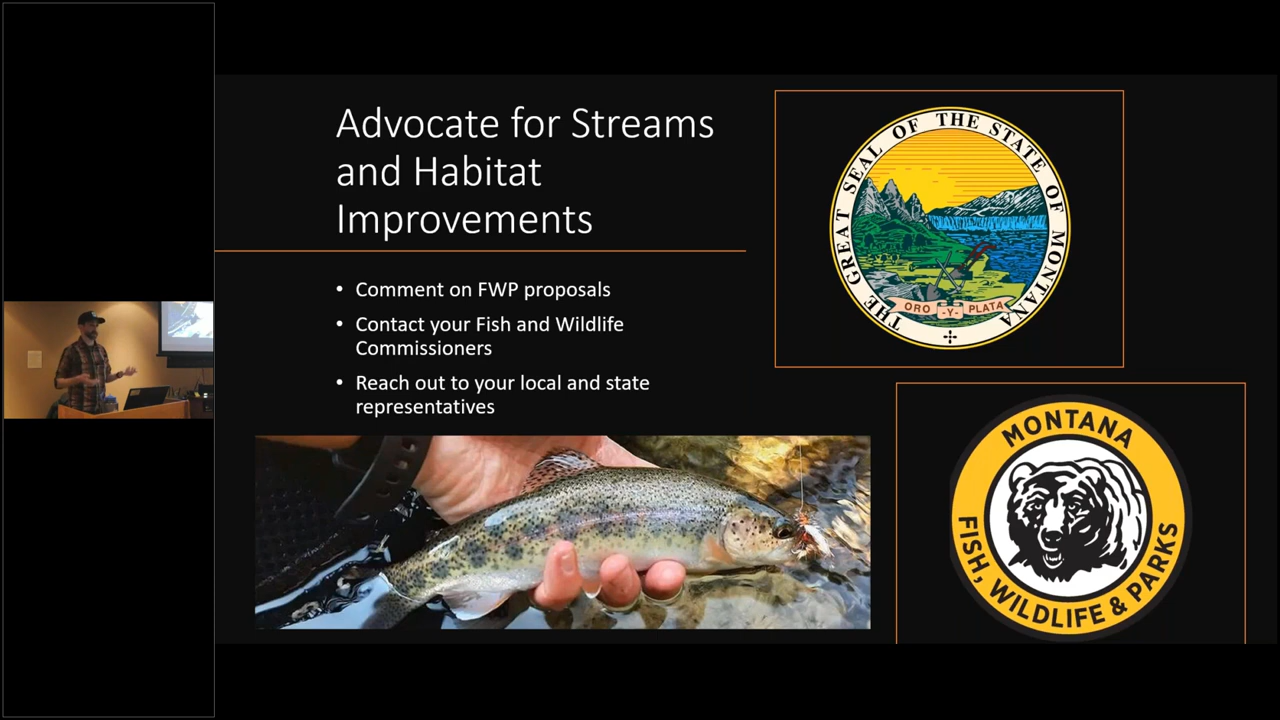 Advocate for Streams
and Habitat
Improvements
• Comment on FWP proposals
• Contact your Fish and Wildlife
Commissioners
• Reach out to your local and state
representatives
THE GREAT SEAL OF THE STATE OF MONTANA
ORO -Y- PLATA
MONTANA
FISH, WILDLIFE & PARKS